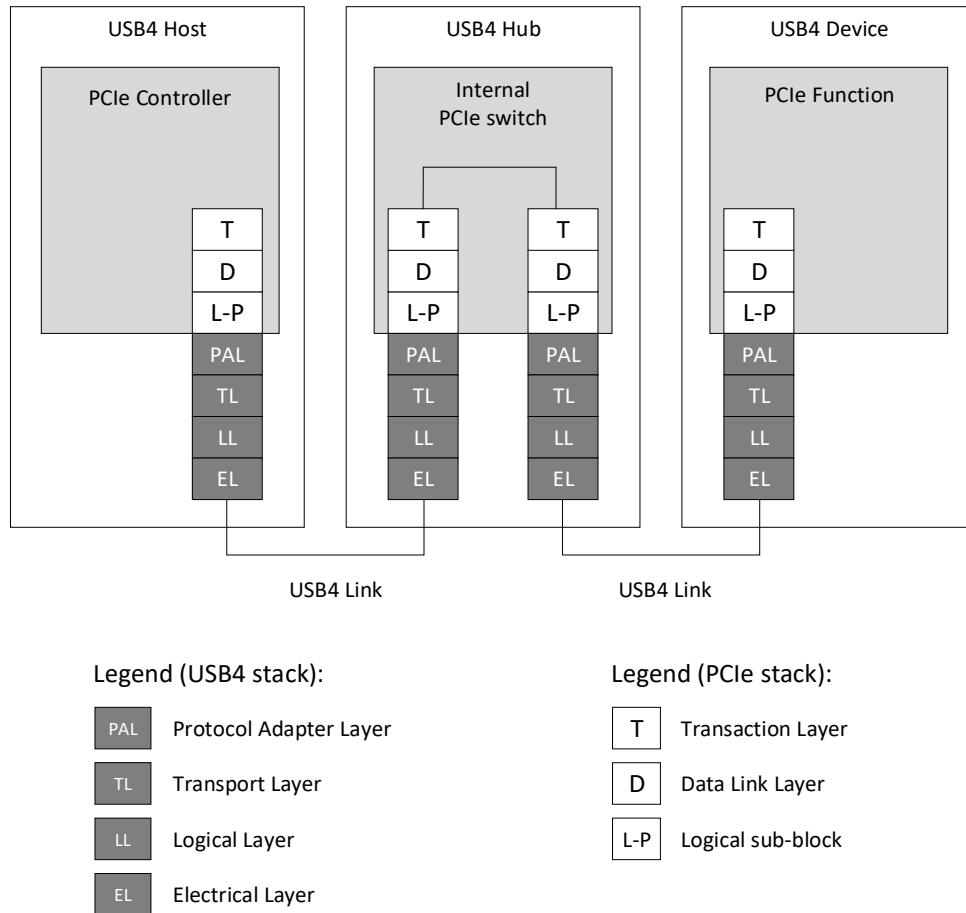 USB4 Host
USB4 Hub
USB4 Device
PCIe Controller
Internal
PCIe switch
PCIe Function
T
T
T
T
D
D
D
D
L-P
L-P
L-P
L-P
PAL
PAL
PAL
PAL
TL
TL
TL
TL
LL
LL
LL
LL
EL
EL
EL
EL
USB4 Link
USB4 Link
Legend (USB4 stack):
PAL Protocol Adapter Layer
TL Transport Layer
LL Logical Layer
EL Electrical Layer
Legend (PCIe stack):
T Transaction Layer
D Data Link Layer
L-P Logical sub-block